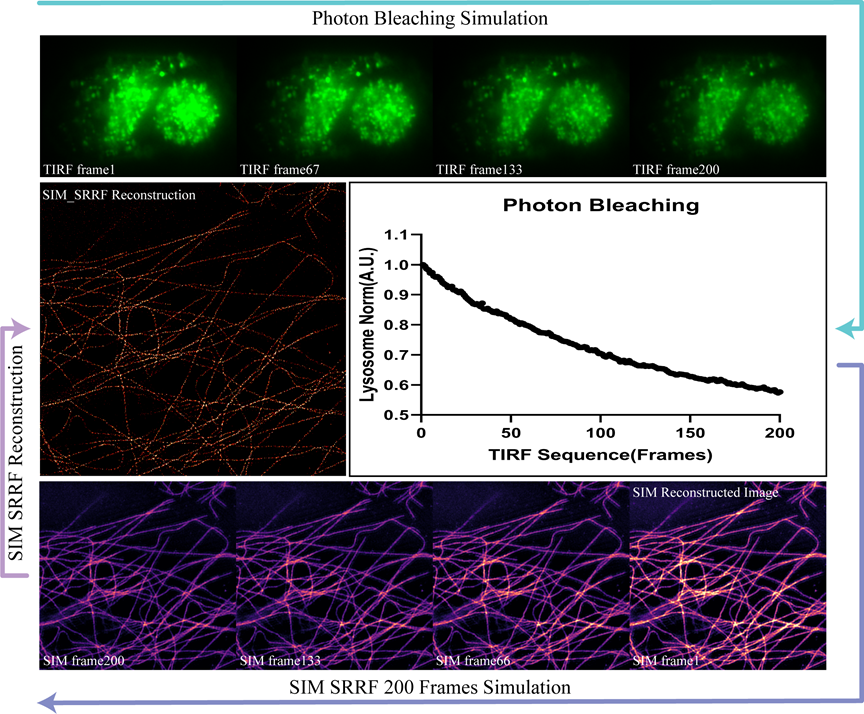 Photon Bleaching Simulation
TIRF frame1
TIRF frame67
TIRF frame133
TIRF frame200
SIM_SRRF Reconstruction
Photon Bleaching
Lysosome Norm(A.U.)
1.1
1.0
0.9
0.8
0.7
0.6
0.5
0
50
100
150
200
TIRF Sequence(Frames)
SIM SRRF Reconstruction
SIM Reconstructed Image
SIM frame200
SIM frame133
SIM frame66
SIM frame1
SIM SRRF 200 Frames Simulation